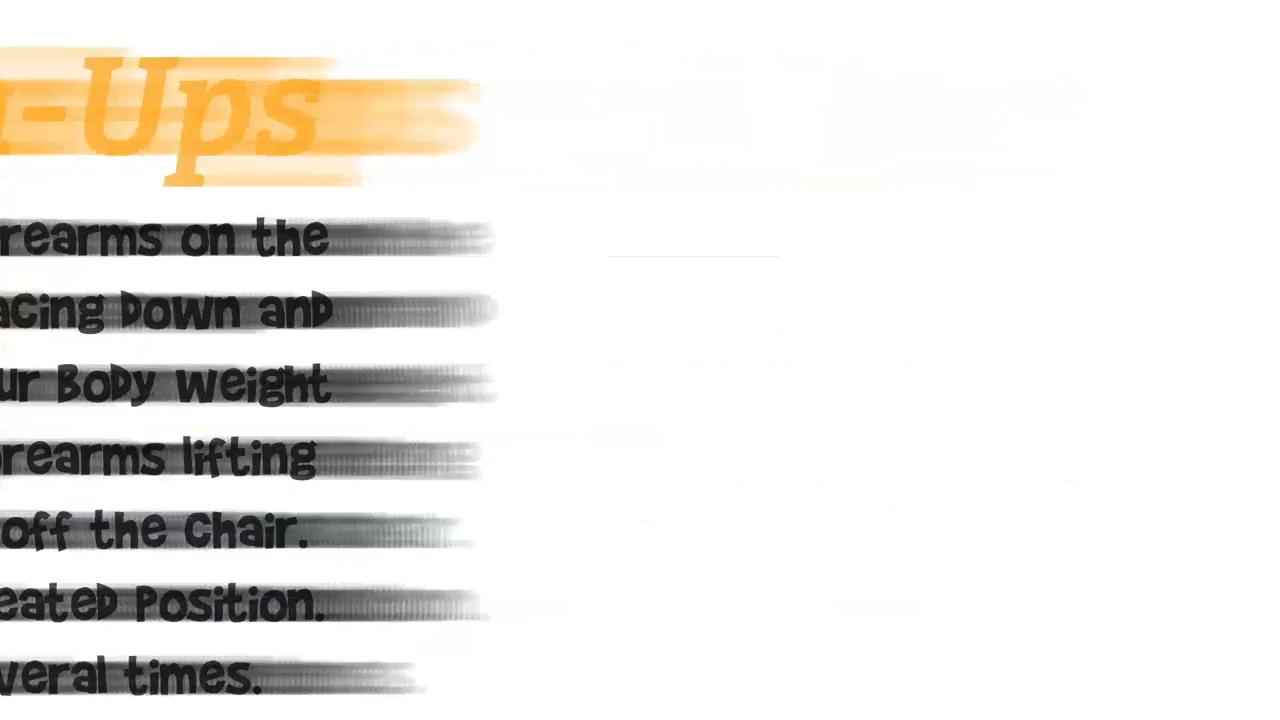 -Ups
rearms on the
acing Down and
ur Body weight
rearms lifting
off the Chair.
eated Position.
veral times.